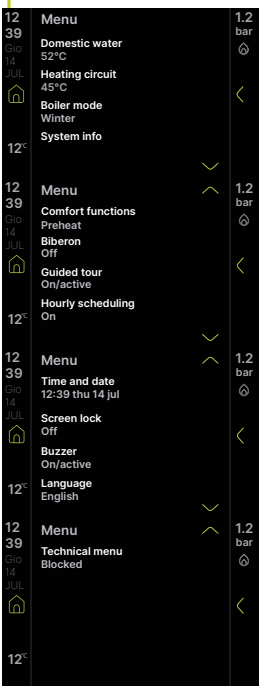 12
39
Gio
14
JUL
12°C
Menu
Domestic water
52°C
Heating circuit
45°C
Boiler mode
Winter
System info
1.2
bar
12
39
Gio
14
JUL
12°C
Menu
Comfort functions
Preheat
Biberon
Off
Guided tour
On/active
Hourly scheduling
On
1.2
bar
12
39
Gio
14
JUL
12°C
Menu
Time and date
12:39 thu 14 jul
Screen lock
Off
Buzzer
On/active
Language
English
1.2
bar
12
39
Gio
14
JUL
12°C
Menu
Technical menu
Blocked
1.2
bar